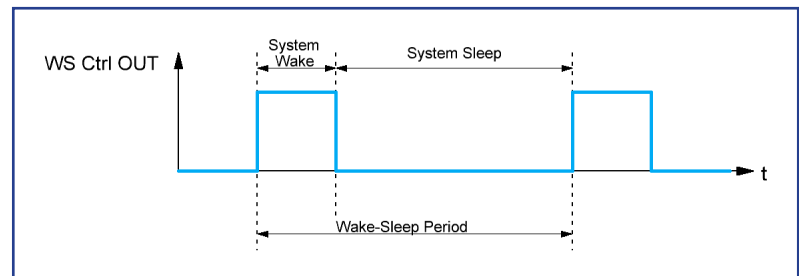 System
Wake
System Sleep
WS Ctrl OUT
t
Wake-Sleep Period